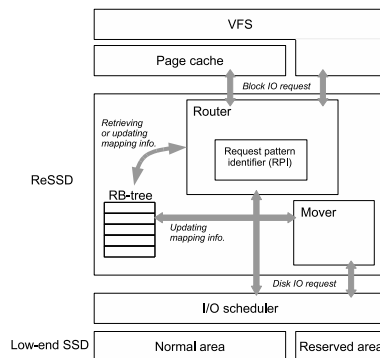 VFS
Page cache
Block IO request
Router
Retrieving
or updating
mapping info.
Request pattern
identifier (RPI)
ReSSD
RB-tree
Mover
Updating
mapping info.
Disk IO request
I/O scheduler
Low-end SSD
Normal area
Reserved area